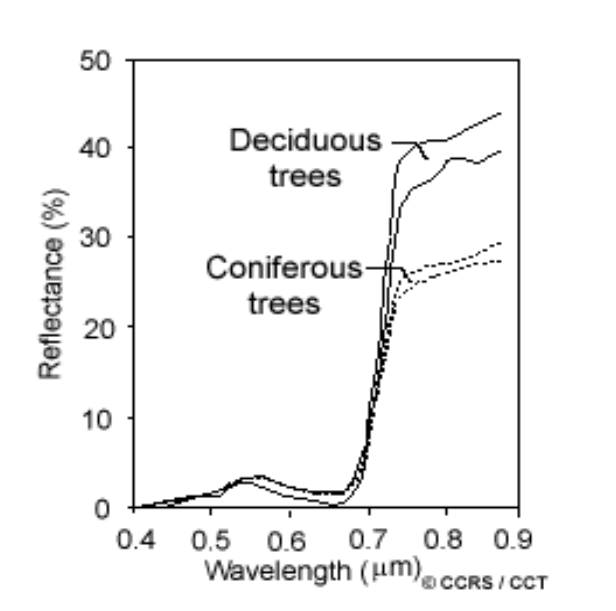 50
40
30
20
10
0
Reflectance (%)
Deciduous
trees
Coniferous
trees
0.4 0.5 0.6 0.7 0.8 0.9
Wavelength (μm)
© CCRS / CCT